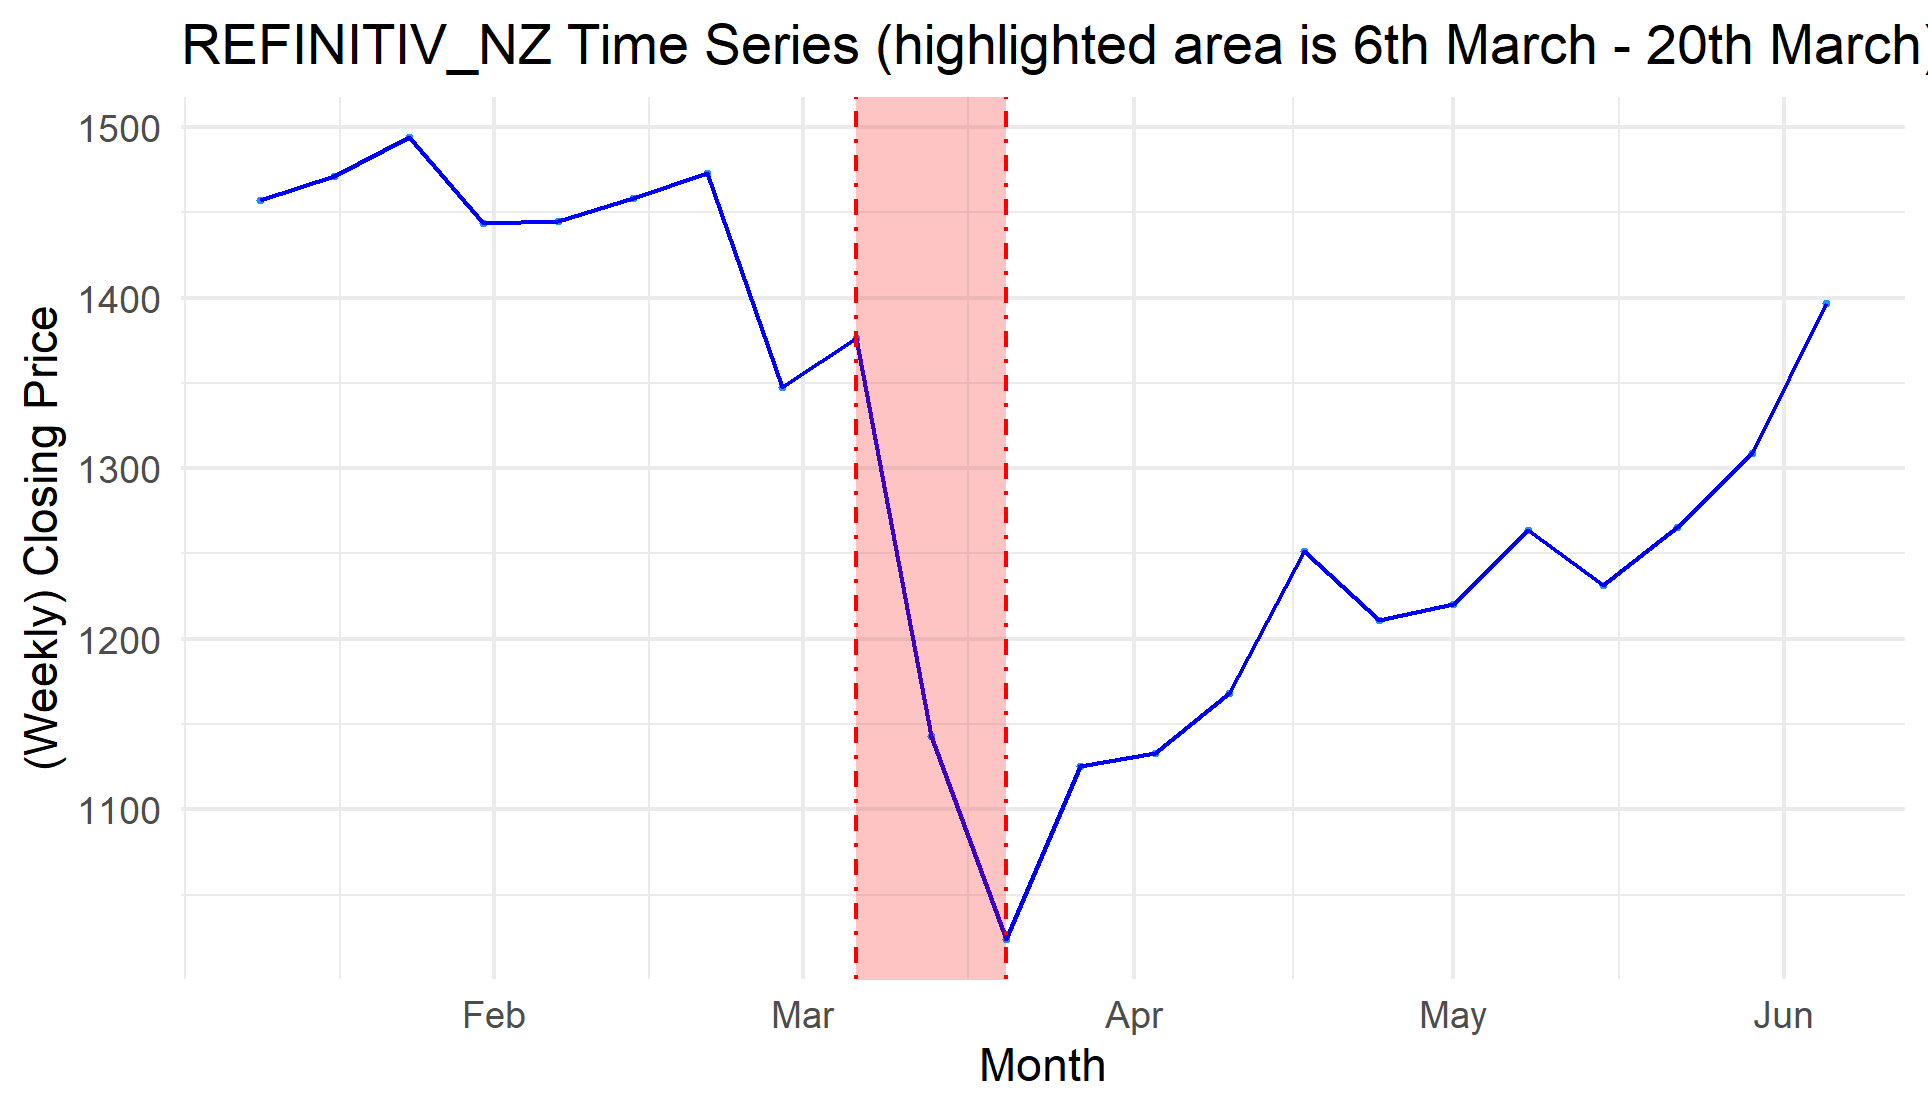 REFINITIV_NZ Time Series (highlighted area is 6th March - 20th March)
1500
1400
1300
1200
1100
(Weekly) Closing Price
Feb Mar Apr May Jun
Month